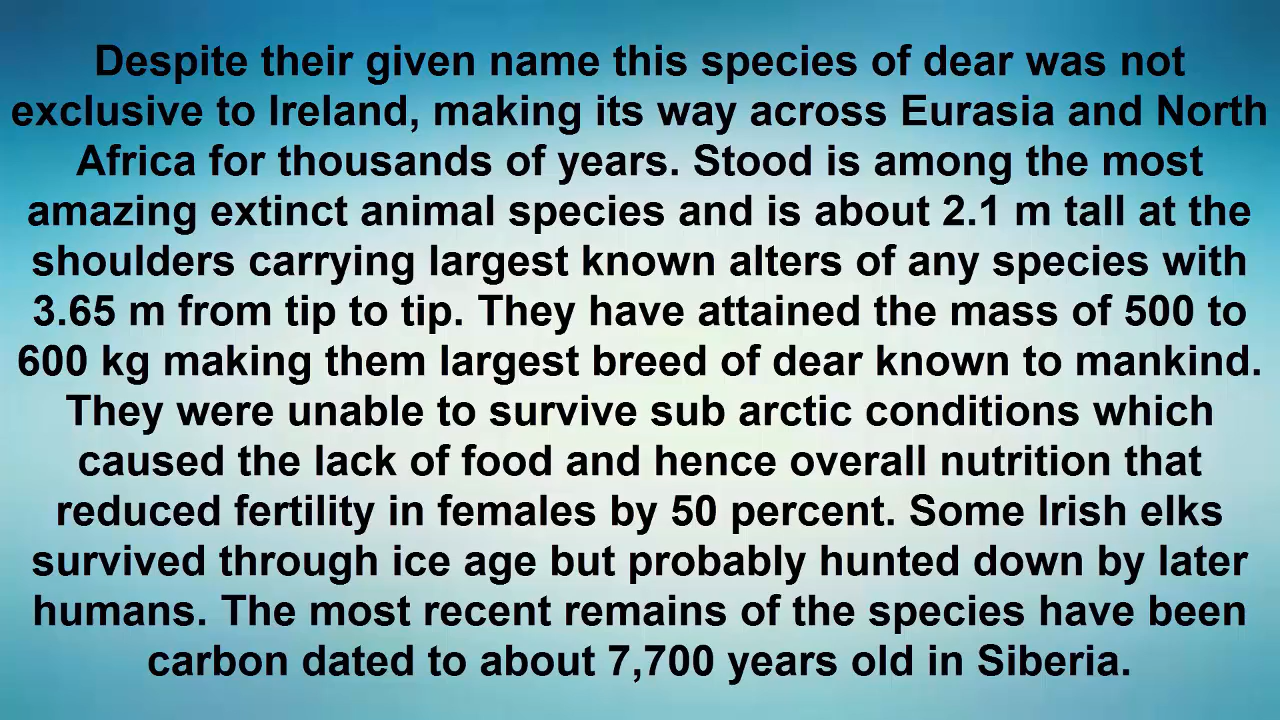 Despite their given name this species of dear was not
exclusive to Ireland, making its way across Eurasia and North
Africa for thousands of years. Stood is among the most
amazing extinct animal species and is about 2.1 m tall at the
shoulders carrying largest known alters of any species with
3.65 m from tip to tip. They have attained the mass of 500 to
600 kg making them largest breed of dear known to mankind.
They were unable to survive sub arctic conditions which
caused the lack of food and hence overall nutrition that
reduced fertility in females by 50 percent. Some Irish elks
survived through ice age but probably hunted down by later
humans. The most recent remains of the species have been
carbon dated to about 7,700 years old in Siberia.